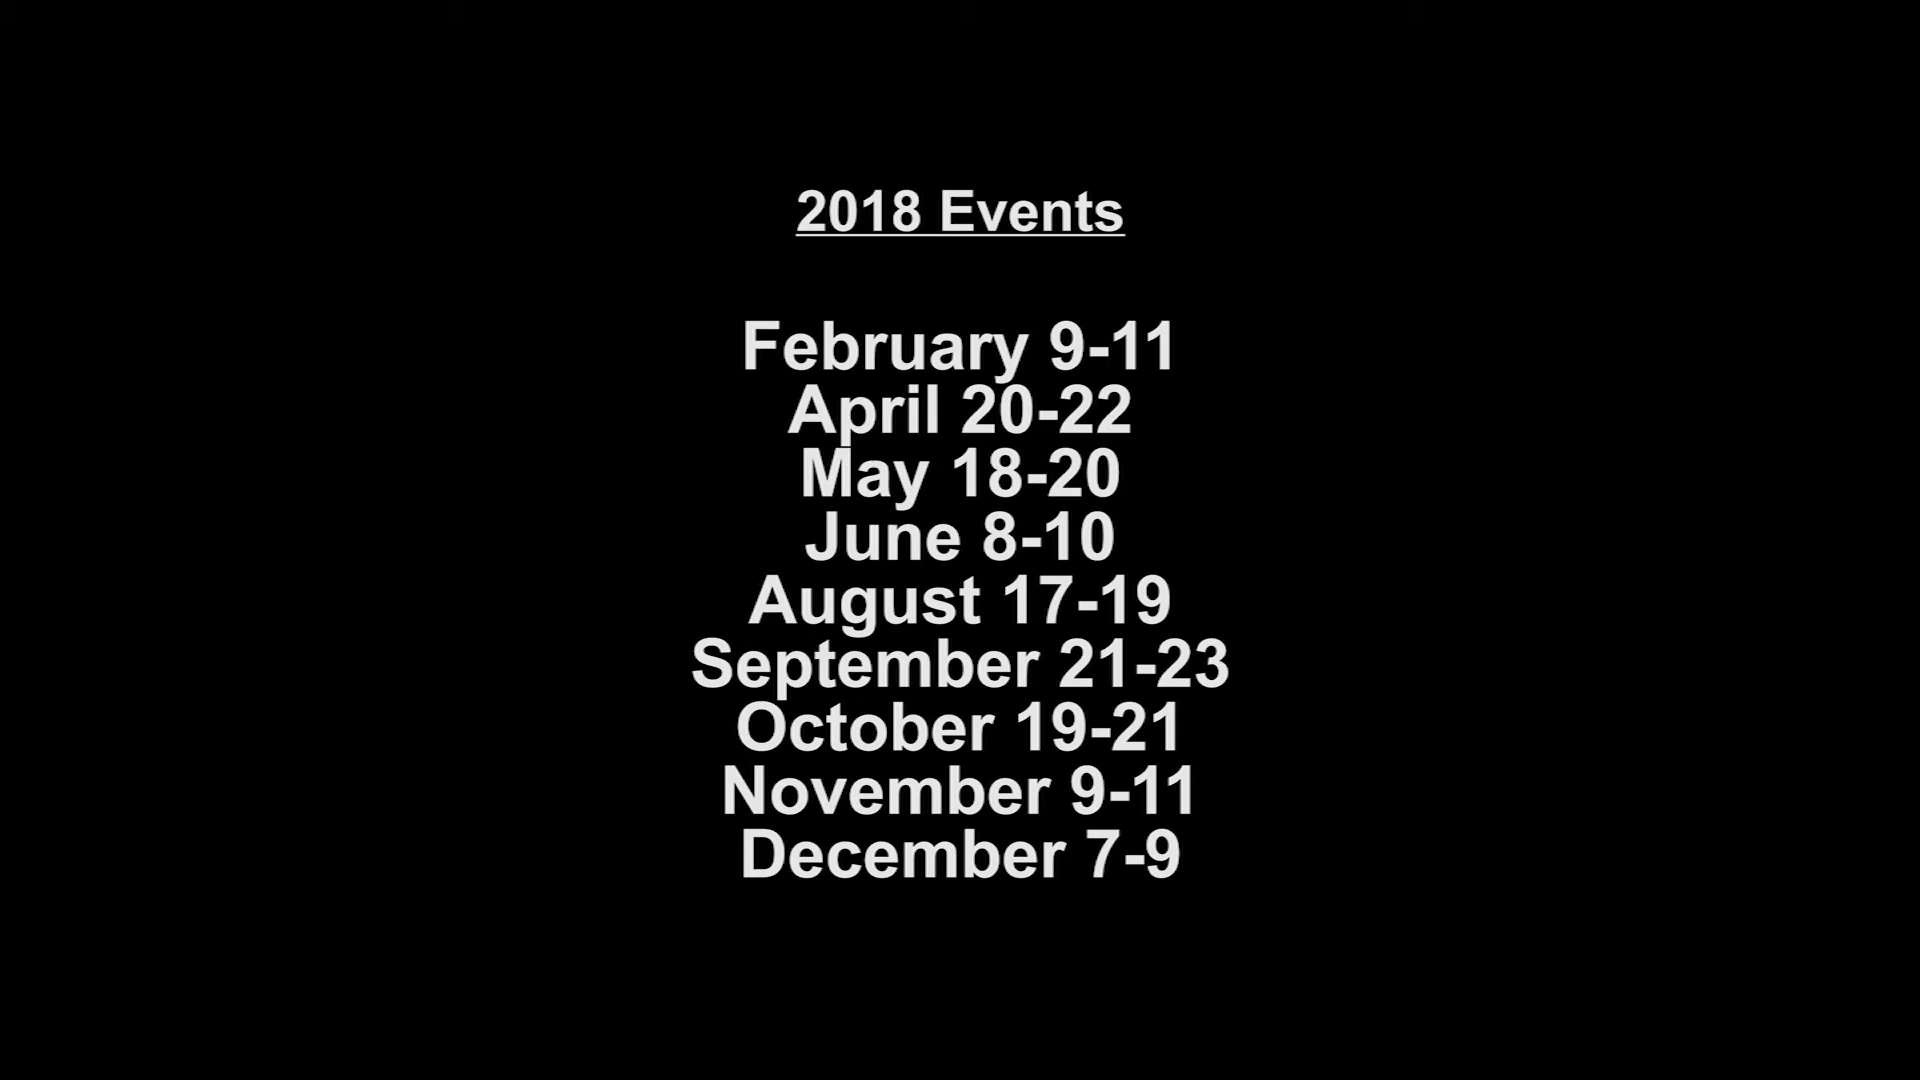 2018 Events
February 9-11
April 20-22
May 18-20
June 8-10
August 17-19
September 21-23
October 19-21
November 9-11
December 7-9